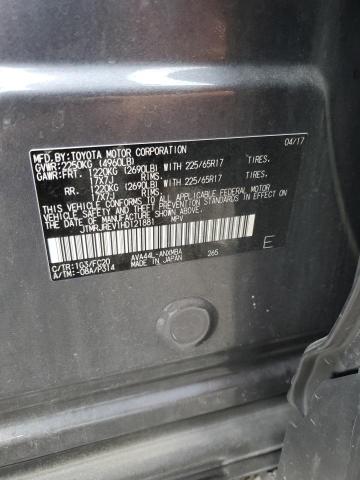 MFD.BY:TOYOTA MOTOR CORPORATION 04/17
GVWR:2250KG (4960LB)
GAWR:FRT. 1220KG (2690LB) WITH 225/65R17 TIRES.
17X7J RIMS.
RR. 1220KG (2690LB) WITH 225/65R17 TIRES.
17X7J RIMS.
THIS VEHICLE CONFORMS TO ALL APPLICABLE FEDERAL MOTOR
VEHICLE SAFETY STANDARDS IN EFFECT ON
THE DATE OF MANUFACTURE SHOWN ABOVE.
JTMRJREV1HD121881 MPV
C/TR:1G3/FC20 AVA44L-ANXMBA
A/TM:-08A/P314 MADE IN JAPAN 265
E